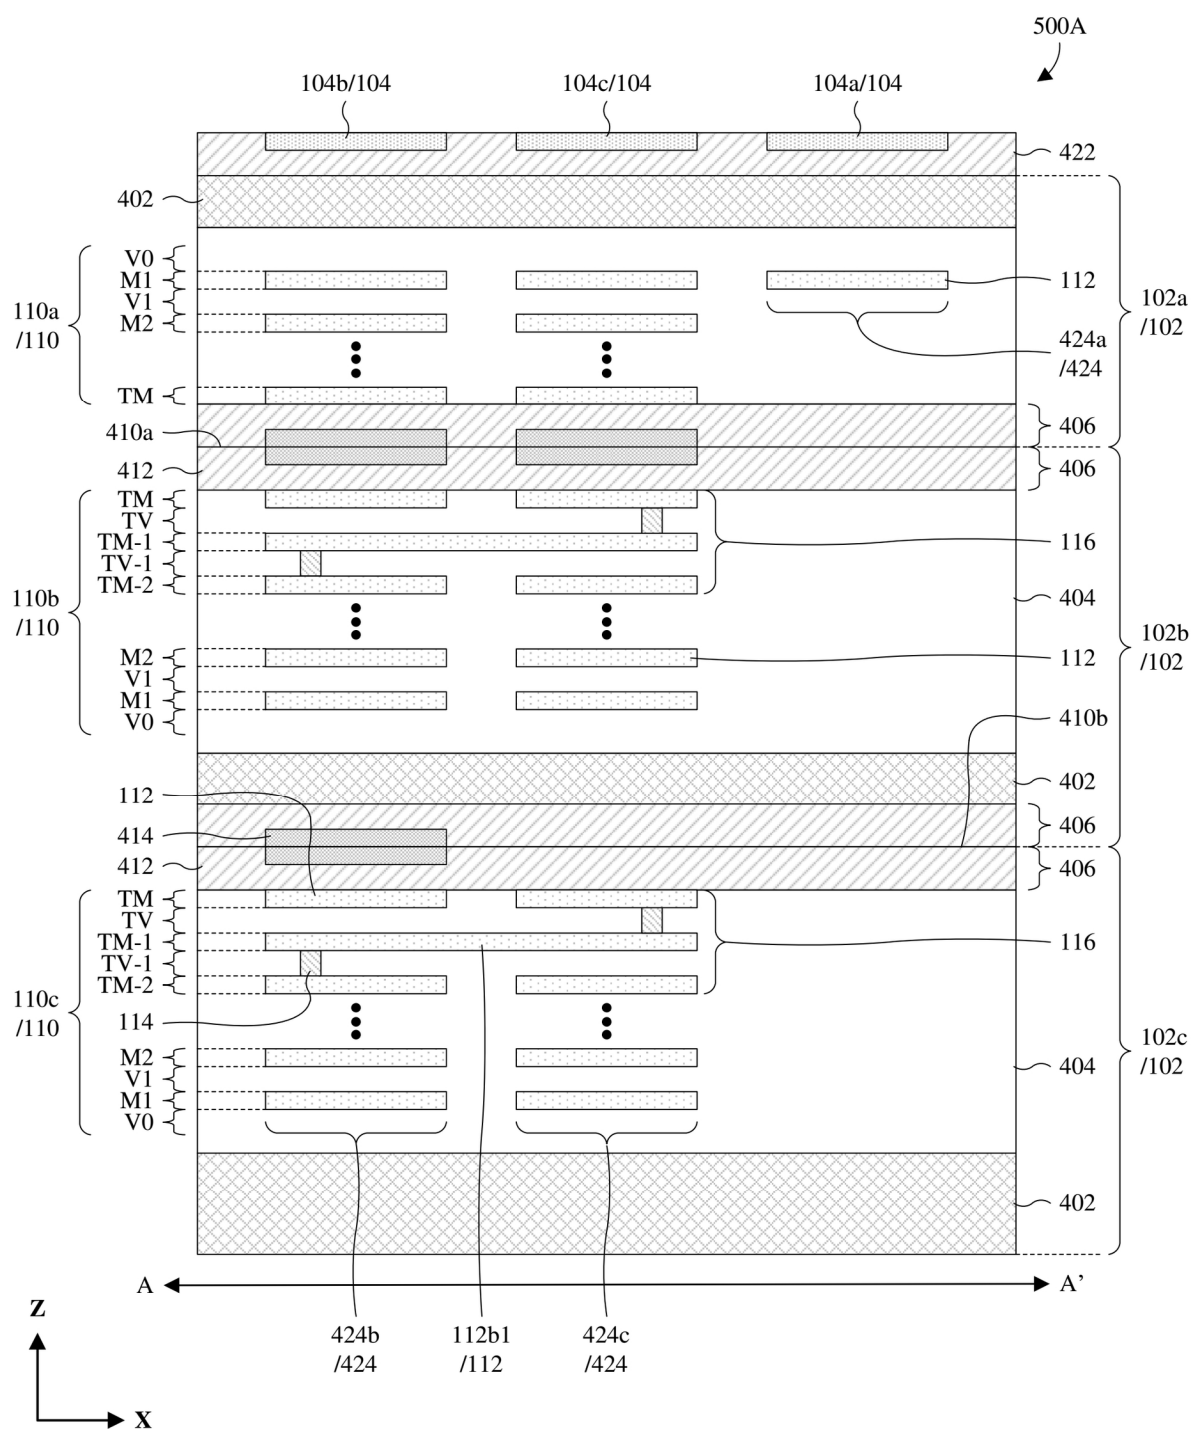 500A
104b/104 104c/104 104a/104
422
402
V0
M1 112
V1
110a 102a
/110 /102
M2
424a
/424
TM
406
410a
412 406
TM
TV
TM-1 116
TV-1
TM-2
110b 404
/110
102b
/102
M2 112
V1
M1
V0 410b
402
112
414 406
412 406
TM
TV
TM-1 116
TV-1
TM-2
110c
/110
114
102c
/102
M2
404
V1
M1
V0
402
A A’
Z
424b 112b1 424c
/424 /112 /424
X